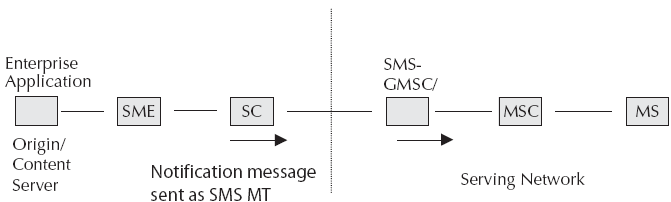 Enterprise
Application
SMS-
GMSC/
SME
SC
MSC
MS
Origin/
Content
Server
Notification message
sent as SMS MT
Serving Network